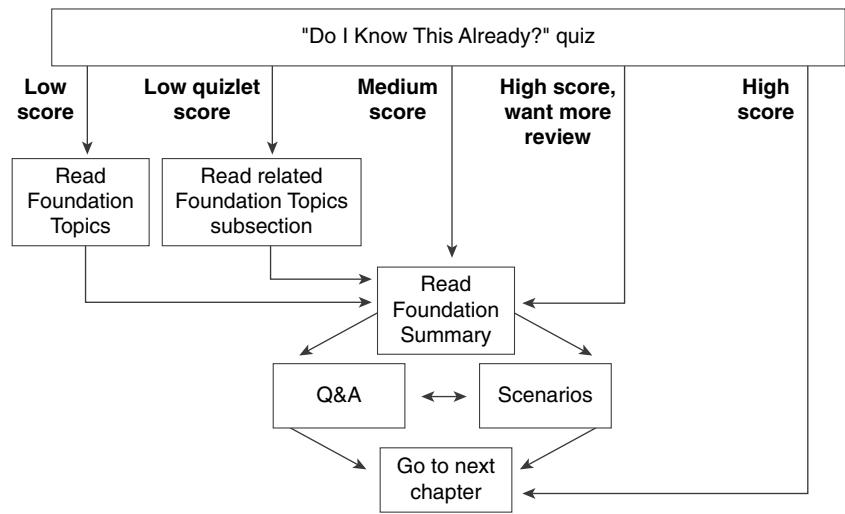 "Do I Know This Already?" quiz
Low
score
Low quizlet
score
Medium
score
High score,
want more
review
High
score
Read
Foundation
Topics
Read related
Foundation Topics
subsection
Read
Foundation
Summary
Q&A
Scenarios
Go to next
chapter